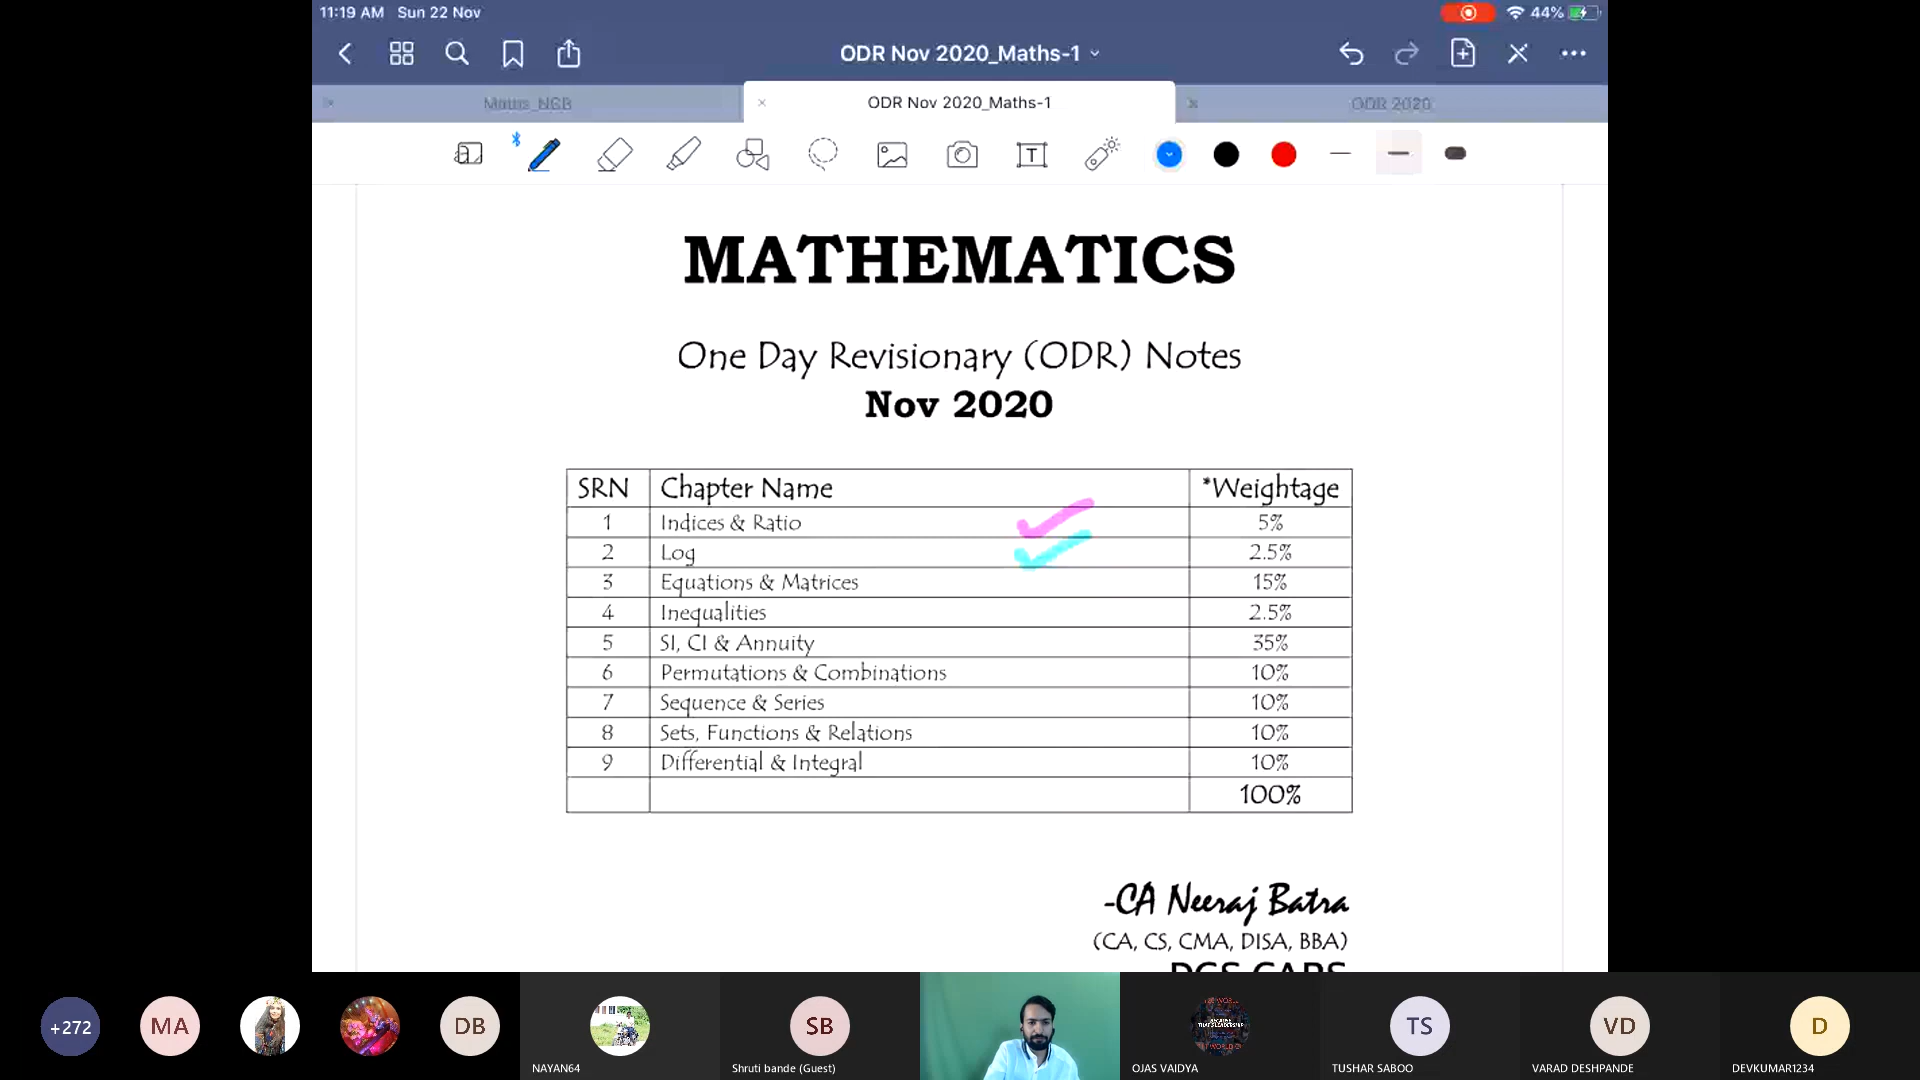 11:19 AM Sun 22 Nov
44%
ODR Nov 2020_Maths-1
Maths_NGB
ODR Nov 2020_Maths-1
ODR 2020
MATHEMATICS
One Day Revisionary (ODR) Notes
Nov 2020
SRN Chapter Name *Weightage
1 Indices & Ratio 5%
2 Log 2.5%
3 Equations & Matrices 15%
4 Inequalities 2.5%
5 SI, CI & Annuity 35%
6 Permutations & Combinations 10%
7 Sequence & Series 10%
8 Sets, Functions & Relations 10%
9 Differential & Integral 10%
100%
-CA Neeraj Batra
(CA, CS, CMA, DISA, BBA)
+272 MA DB SB TS VD D
NAYAN64 Shruti bande (Guest) OJAS VAIDYA TUSHAR SABOO VARAD DESHPANDE DEVKUMAR1234